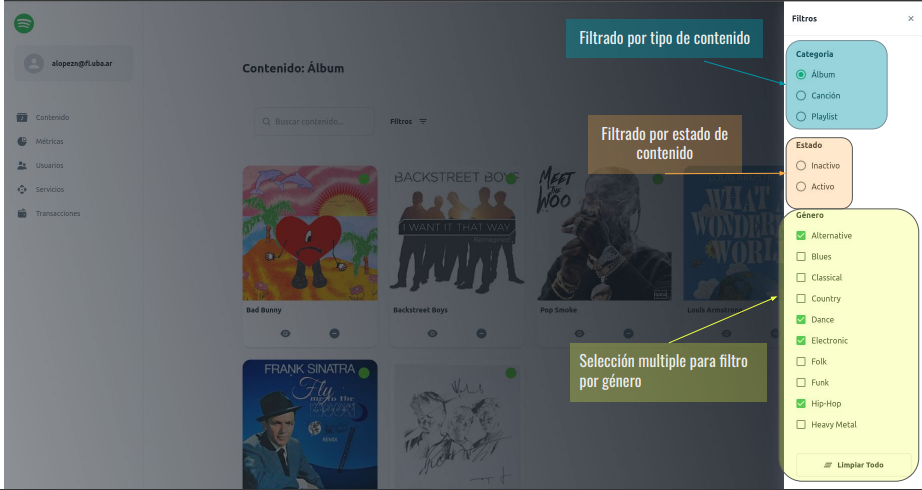 alopezn@fi.uba.ar
Contenido
Métricas
Usuarios
Servicios
Transacciones
Contenido: Álbum
Buscar contenido...
Filtros
BACKSTREET BOYS
I WANT IT THAT WAY
MEET
THE
WOO
WHAT A
WONDERFUL
WORLD
Bad Bunny
Backstreet Boys
Pop Smoke
Louis Armstrong
FRANK SINATRA
Fly
me to the
MOON
Filtrado por tipo de contenido
Filtrado por estado de
contenido
Selección multiple para filtro
por género
Filtros
Categoria
Álbum
Canción
Playlist
Estado
Inactivo
Activo
Género
Alternative
Blues
Classical
Country
Dance
Electronic
Folk
Funk
Hip-Hop
Heavy Metal
Limpiar Todo